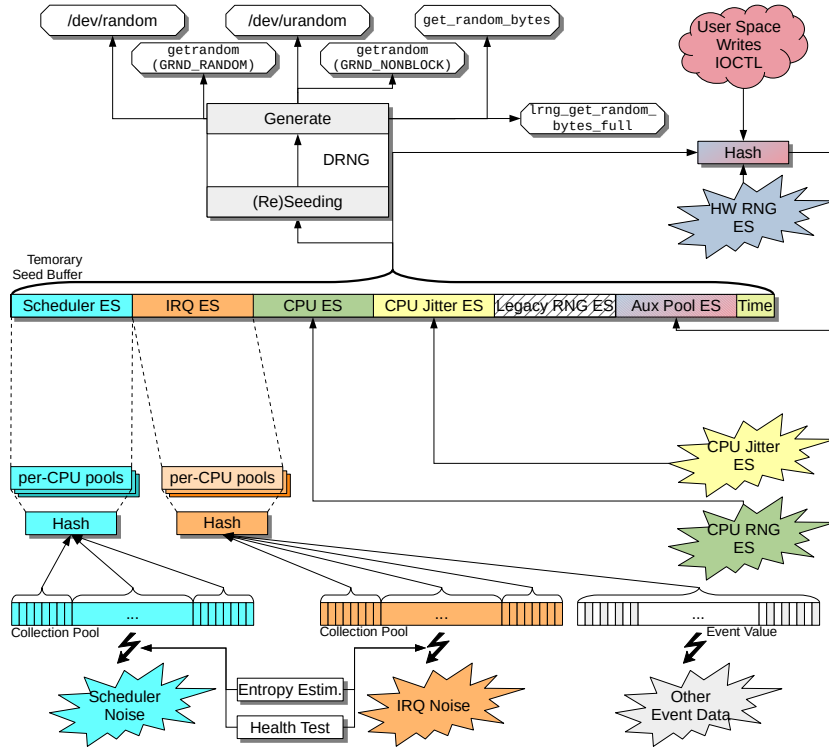 /dev/random
/dev/urandom
get_random_bytes
getrandom
(GRND_RANDOM)
getrandom
(GRND_NONBLOCK)
User Space
Writes
IOCTL
Generate
lrng_get_random_
bytes_full
DRNG
Hash
(Re)Seeding
HW RNG
ES
Temorary
Seed Buffer
Scheduler ES
IRQ ES
CPU ES
CPU Jitter ES
Legacy RNG ES
Aux Pool ES
Time
CPU Jitter
ES
per-CPU pools
per-CPU pools
Hash
Hash
CPU RNG
ES
...
...
...
Collection Pool
Collection Pool
Event Value
Scheduler
Noise
Entropy Estim.
Health Test
IRQ Noise
Other
Event Data